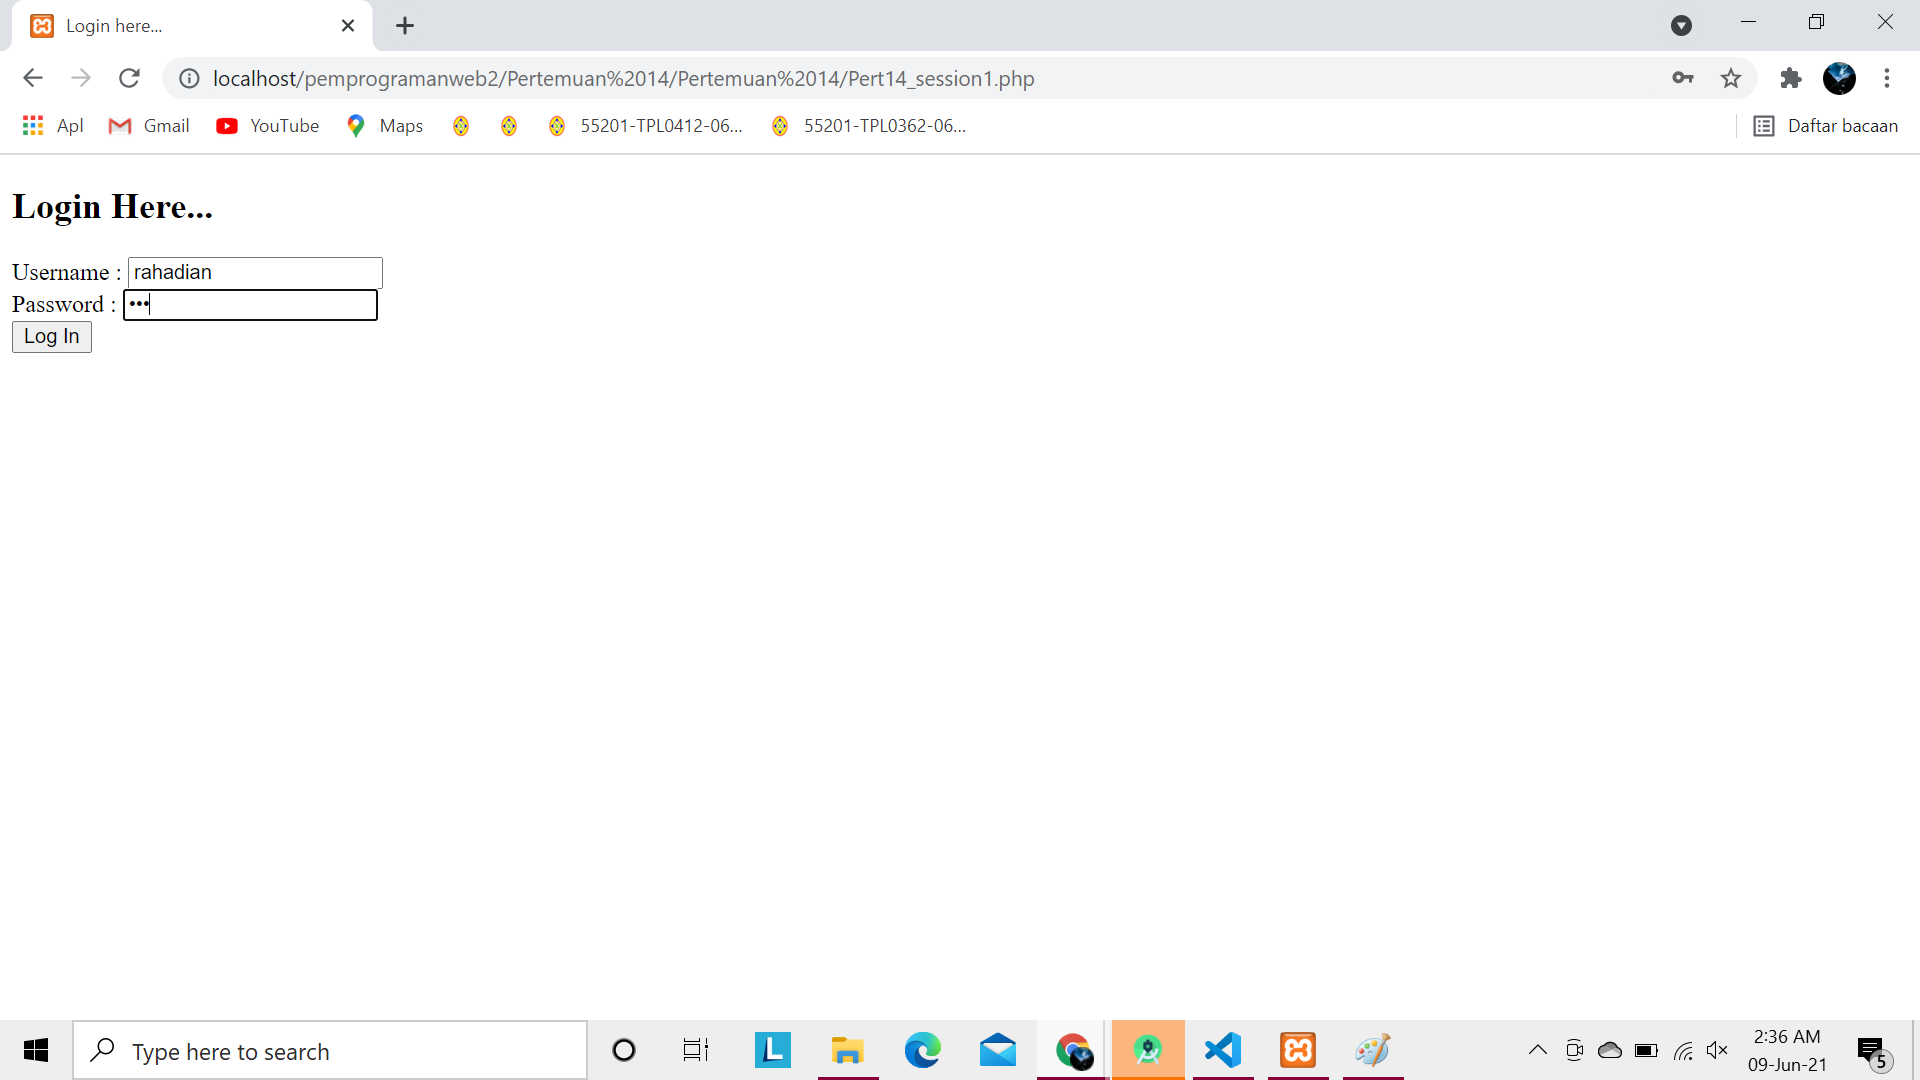 Login here...
localhost/pemprogramanweb2/Pertemuan%2014/Pertemuan%2014/Pert14_session1.php
Apl Gmail YouTube Maps 55201-TPL0412-06... 55201-TPL0362-06... Daftar bacaan
Login Here...
Username : rahadian
Password : •••
Log In
Type here to search
2:36 AM
09-Jun-21
5